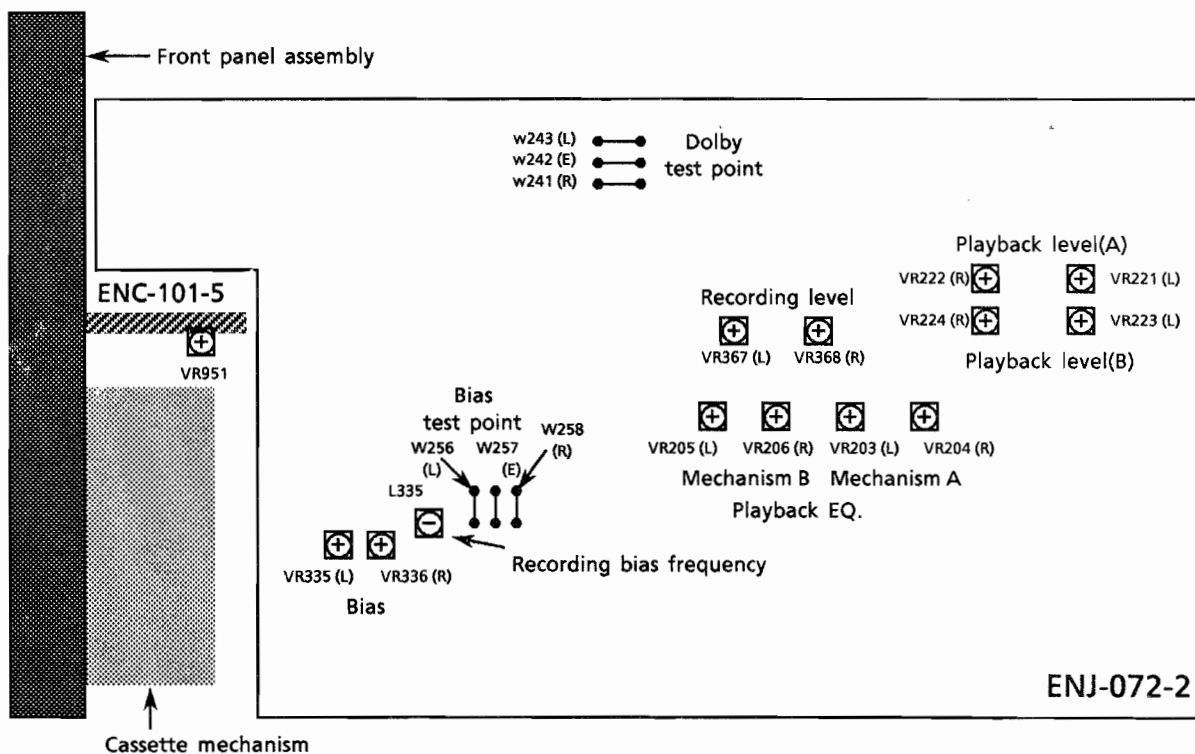 Front panel assembly
w243 (L)
w242 (E)
w241 (R)
Dolby
test point
Playback level(A)
VR222 (R)
VR221 (L)
VR224 (R)
VR223 (L)
Playback level(B)
ENC-101-5
VR951
Recording level
VR367 (L)
VR368 (R)
Bias
test point
W256
(L)
W257
(E)
W258
(R)
L335
VR205 (L)
VR206 (R)
VR203 (L)
VR204 (R)
Mechanism B
Mechanism A
Playback EQ.
Recording bias frequency
VR335 (L)
VR336 (R)
Bias
ENJ-072-2
Cassette mechanism